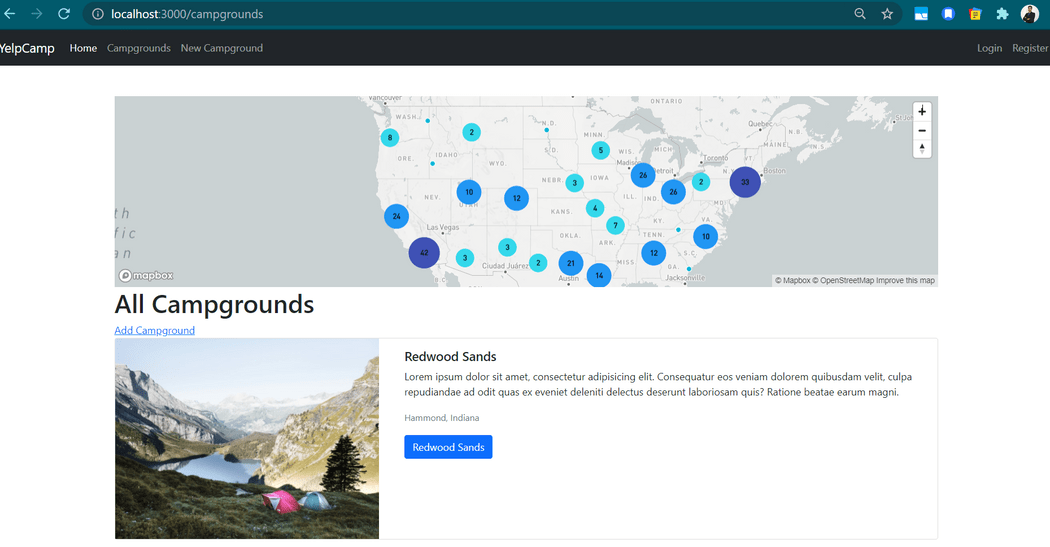 localhost:3000/campgrounds
YelpCamp Home Campgrounds New Campground Login Register
Vancouver
ONTARIO
WASH.
N.D.
Quebec
St Joh
8
2
MINN.
N.B.
MAINE
5
ORE.
IDAHO
S.D.
WIS.
MICH.
Toronto
VT.
N.S.
WYO.
Madison
Detroit
Boston
3
IOWA
26
2
33
NEBR.
10
12
26
NEV.
UTAH
ILL.
IND.
MD.
4
KANS.
24
KY.
VA.
7
th
fic
an
Las Vegas
OKLA.
TENN.
10
42
3
3
ARK.
12
S.C.
2
21
MISS.
GA.
Ciudad Juárez
Austin
14
Jacksonville
B.C.
mapbox
© Mapbox © OpenStreetMap Improve this map
All Campgrounds
Add Campground
Redwood Sands
Lorem ipsum dolor sit amet, consectetur adipisicing elit. Consequatur eos veniam dolorem quibusdam velit, culpa
repudiandae ad odit quas ex eveniet deleniti delectus deserunt laboriosam quis? Ratione beatae earum magni.
Hammond, Indiana
Redwood Sands